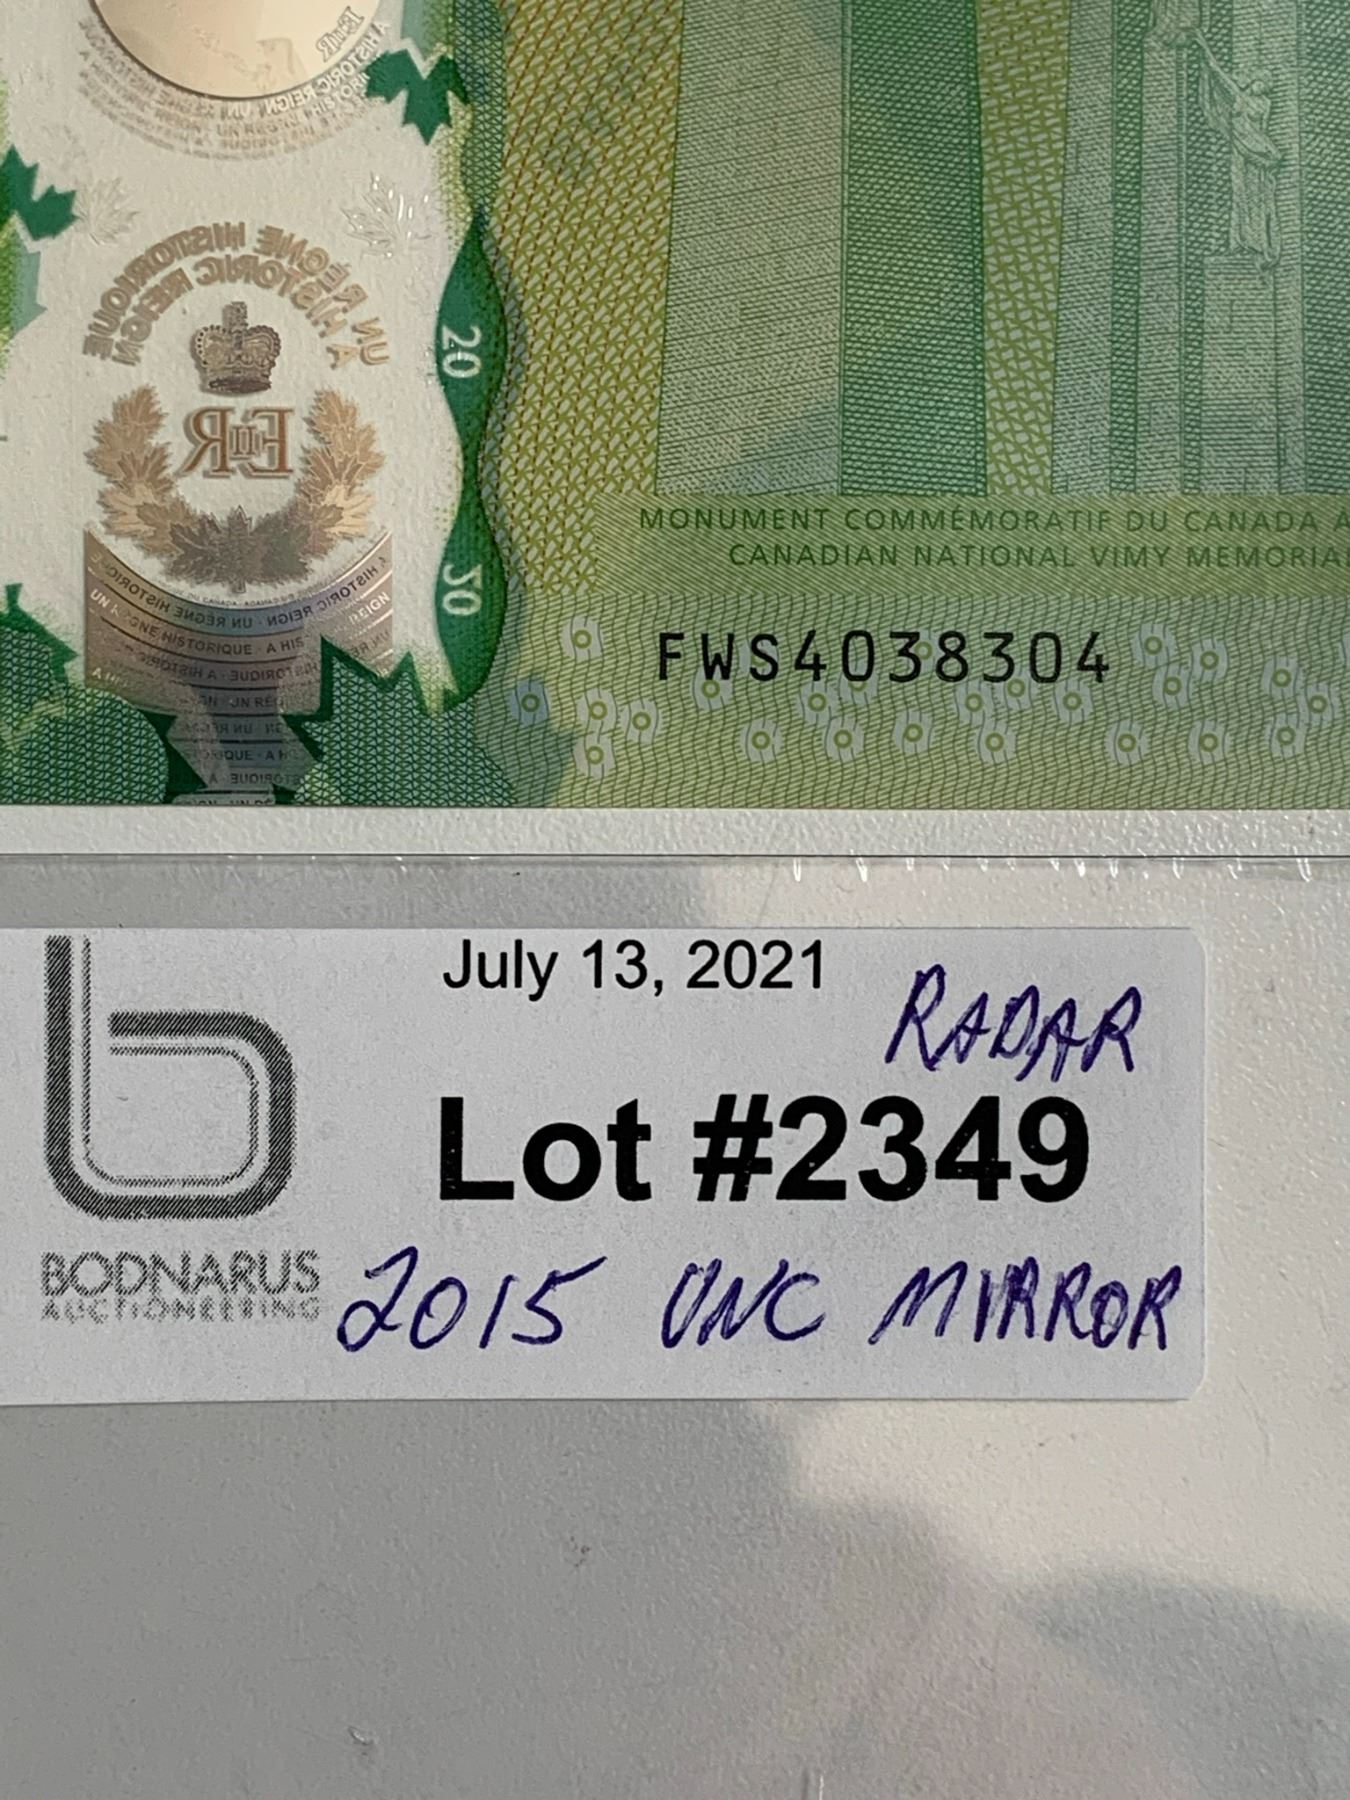 UN RÈGNE HISTORIQUE
A HISTORIC REIGN
EIIR
20
20
MONUMENT COMMÉMORATIF DU CANADA À
CANADIAN NATIONAL VIMY MEMORIAL
FWS4038304
July 13, 2021
RADAR
Lot #2349
BODNARUS
AUCTIONEERING
2015 UNC MIRROR